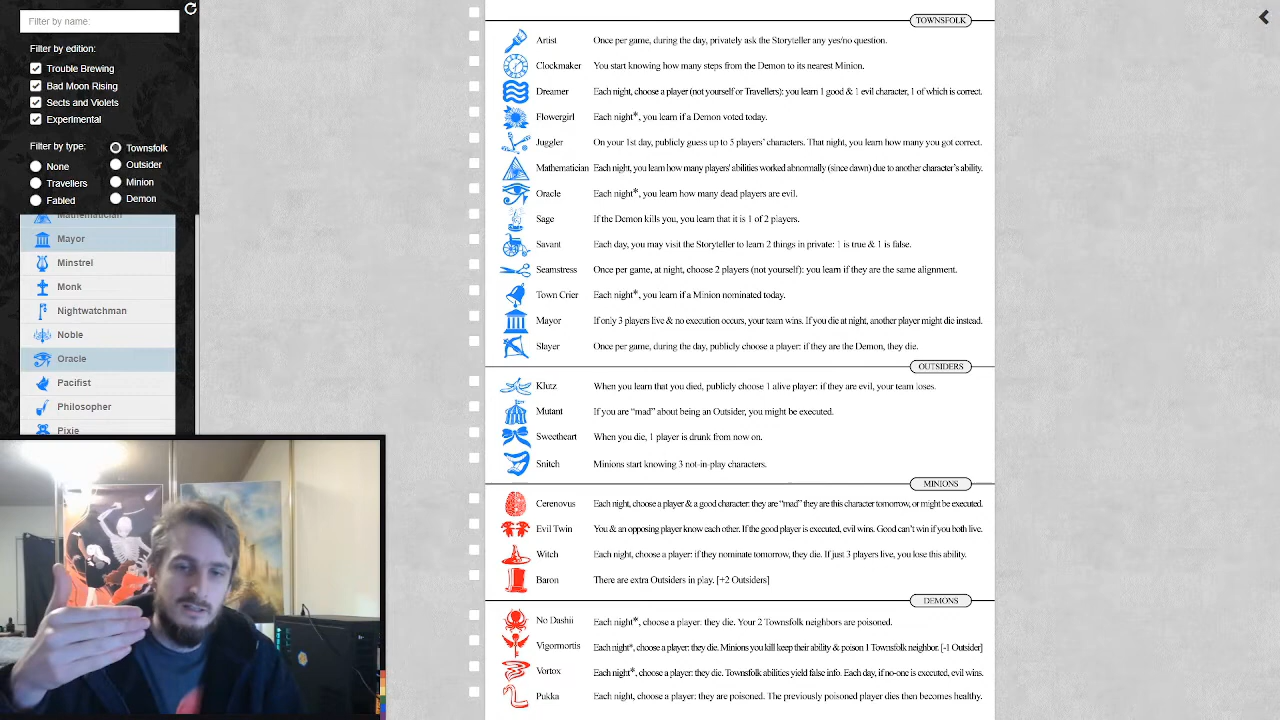 Filter by name:
Filter by edition:
Trouble Brewing
Bad Moon Rising
Sects and Violets
Experimental
Filter by type:
None
Travellers
Fabled
Townsfolk
Outsider
Minion
Demon
Mathematician
Mayor
Minstrel
Monk
Nightwatchman
Noble
Oracle
Pacifist
Philosopher
Pixie
TOWNSFOLK
Artist Once per game, during the day, privately ask the Storyteller any yes/no question.
Clockmaker You start knowing how many steps from the Demon to its nearest Minion.
Dreamer Each night, choose a player (not yourself or Travellers): you learn 1 good & 1 evil character, 1 of which is correct.
Flowergirl Each night*, you learn if a Demon voted today.
Juggler On your 1st day, publicly guess up to 5 players' characters. That night, you learn how many you got correct.
Mathematician Each night, you learn how many players' abilities worked abnormally (since dawn) due to another character's ability.
Oracle Each night*, you learn how many dead players are evil.
Sage If the Demon kills you, you learn that it is 1 of 2 players.
Savant Each day, you may visit the Storyteller to learn 2 things in private: 1 is true & 1 is false.
Seamstress Once per game, at night, choose 2 players (not yourself): you learn if they are the same alignment.
Town Crier Each night*, you learn if a Minion nominated today.
Mayor If only 3 players live & no execution occurs, your team wins. If you die at night, another player might die instead.
Slayer Once per game, during the day, publicly choose a player: if they are the Demon, they die.
OUTSIDERS
Klutz When you learn that you died, publicly choose 1 alive player: if they are evil, your team loses.
Mutant If you are “mad” about being an Outsider, you might be executed.
Sweetheart When you die, 1 player is drunk from now on.
Snitch Minions start knowing 3 not-in-play characters.
MINIONS
Cerenovus Each night, choose a player & a good character: they are “mad” they are this character tomorrow, or might be executed.
Evil Twin You & an opposing player know each other. If the good player is executed, evil wins. Good can't win if you both live.
Witch Each night, choose a player: if they nominate tomorrow, they die. If just 3 players live, you lose this ability.
Baron There are extra Outsiders in play. [+2 Outsiders]
DEMONS
No Dashii Each night*, choose a player: they die. Your 2 Townsfolk neighbors are poisoned.
Vigormortis Each night*, choose a player: they die. Minions you kill keep their ability & poison 1 Townsfolk neighbor. [-1 Outsider]
Vortox Each night*, choose a player: they die. Townsfolk abilities yield false info. Each day, if no-one is executed, evil wins.
Pukka Each night, choose a player: they are poisoned. The previously poisoned player dies then becomes healthy.